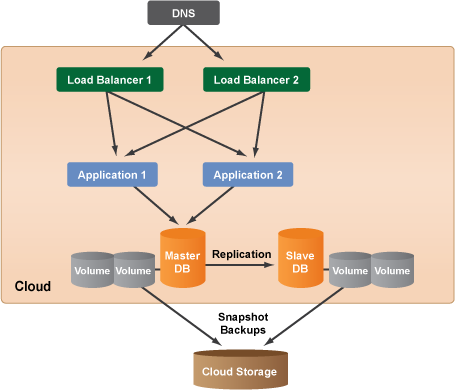 DNS
Load Balancer 1
Load Balancer 2
Application 1
Application 2
Master
DB
Replication
Slave
DB
Volume
Volume
Volume
Volume
Cloud
Snapshot
Backups
Cloud Storage